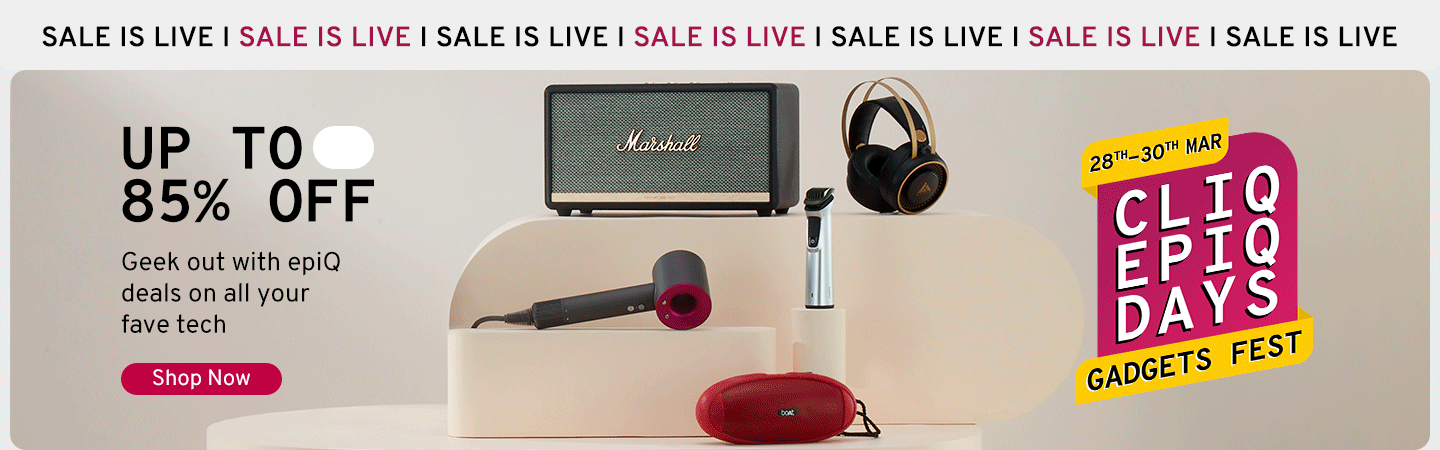 SALE IS LIVE I SALE IS LIVE I SALE IS LIVE I SALE IS LIVE I SALE IS LIVE I SALE IS LIVE I SALE IS LIVE
UP TO
85% OFF
Geek out with epiQ
deals on all your
fave tech
Shop Now
Marshall
boAt
28TH–30TH MAR
CLIQ
EPIQ
DAYS
GADGETS FEST